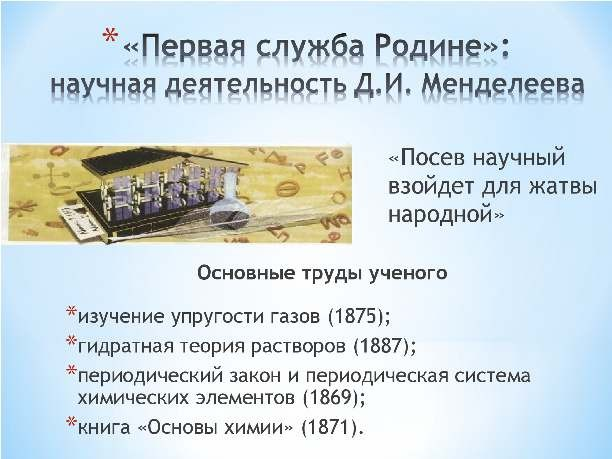 * «Первая служба Родине»:
научная деятельность Д.И. Менделеева
«Посев научный
взойдет для жатвы
народной»
Основные труды ученого
* изучение упругости газов (1875);
* гидратная теория растворов (1887);
* периодический закон и периодическая система
химических элементов (1869);
* книга «Основы химии» (1871).